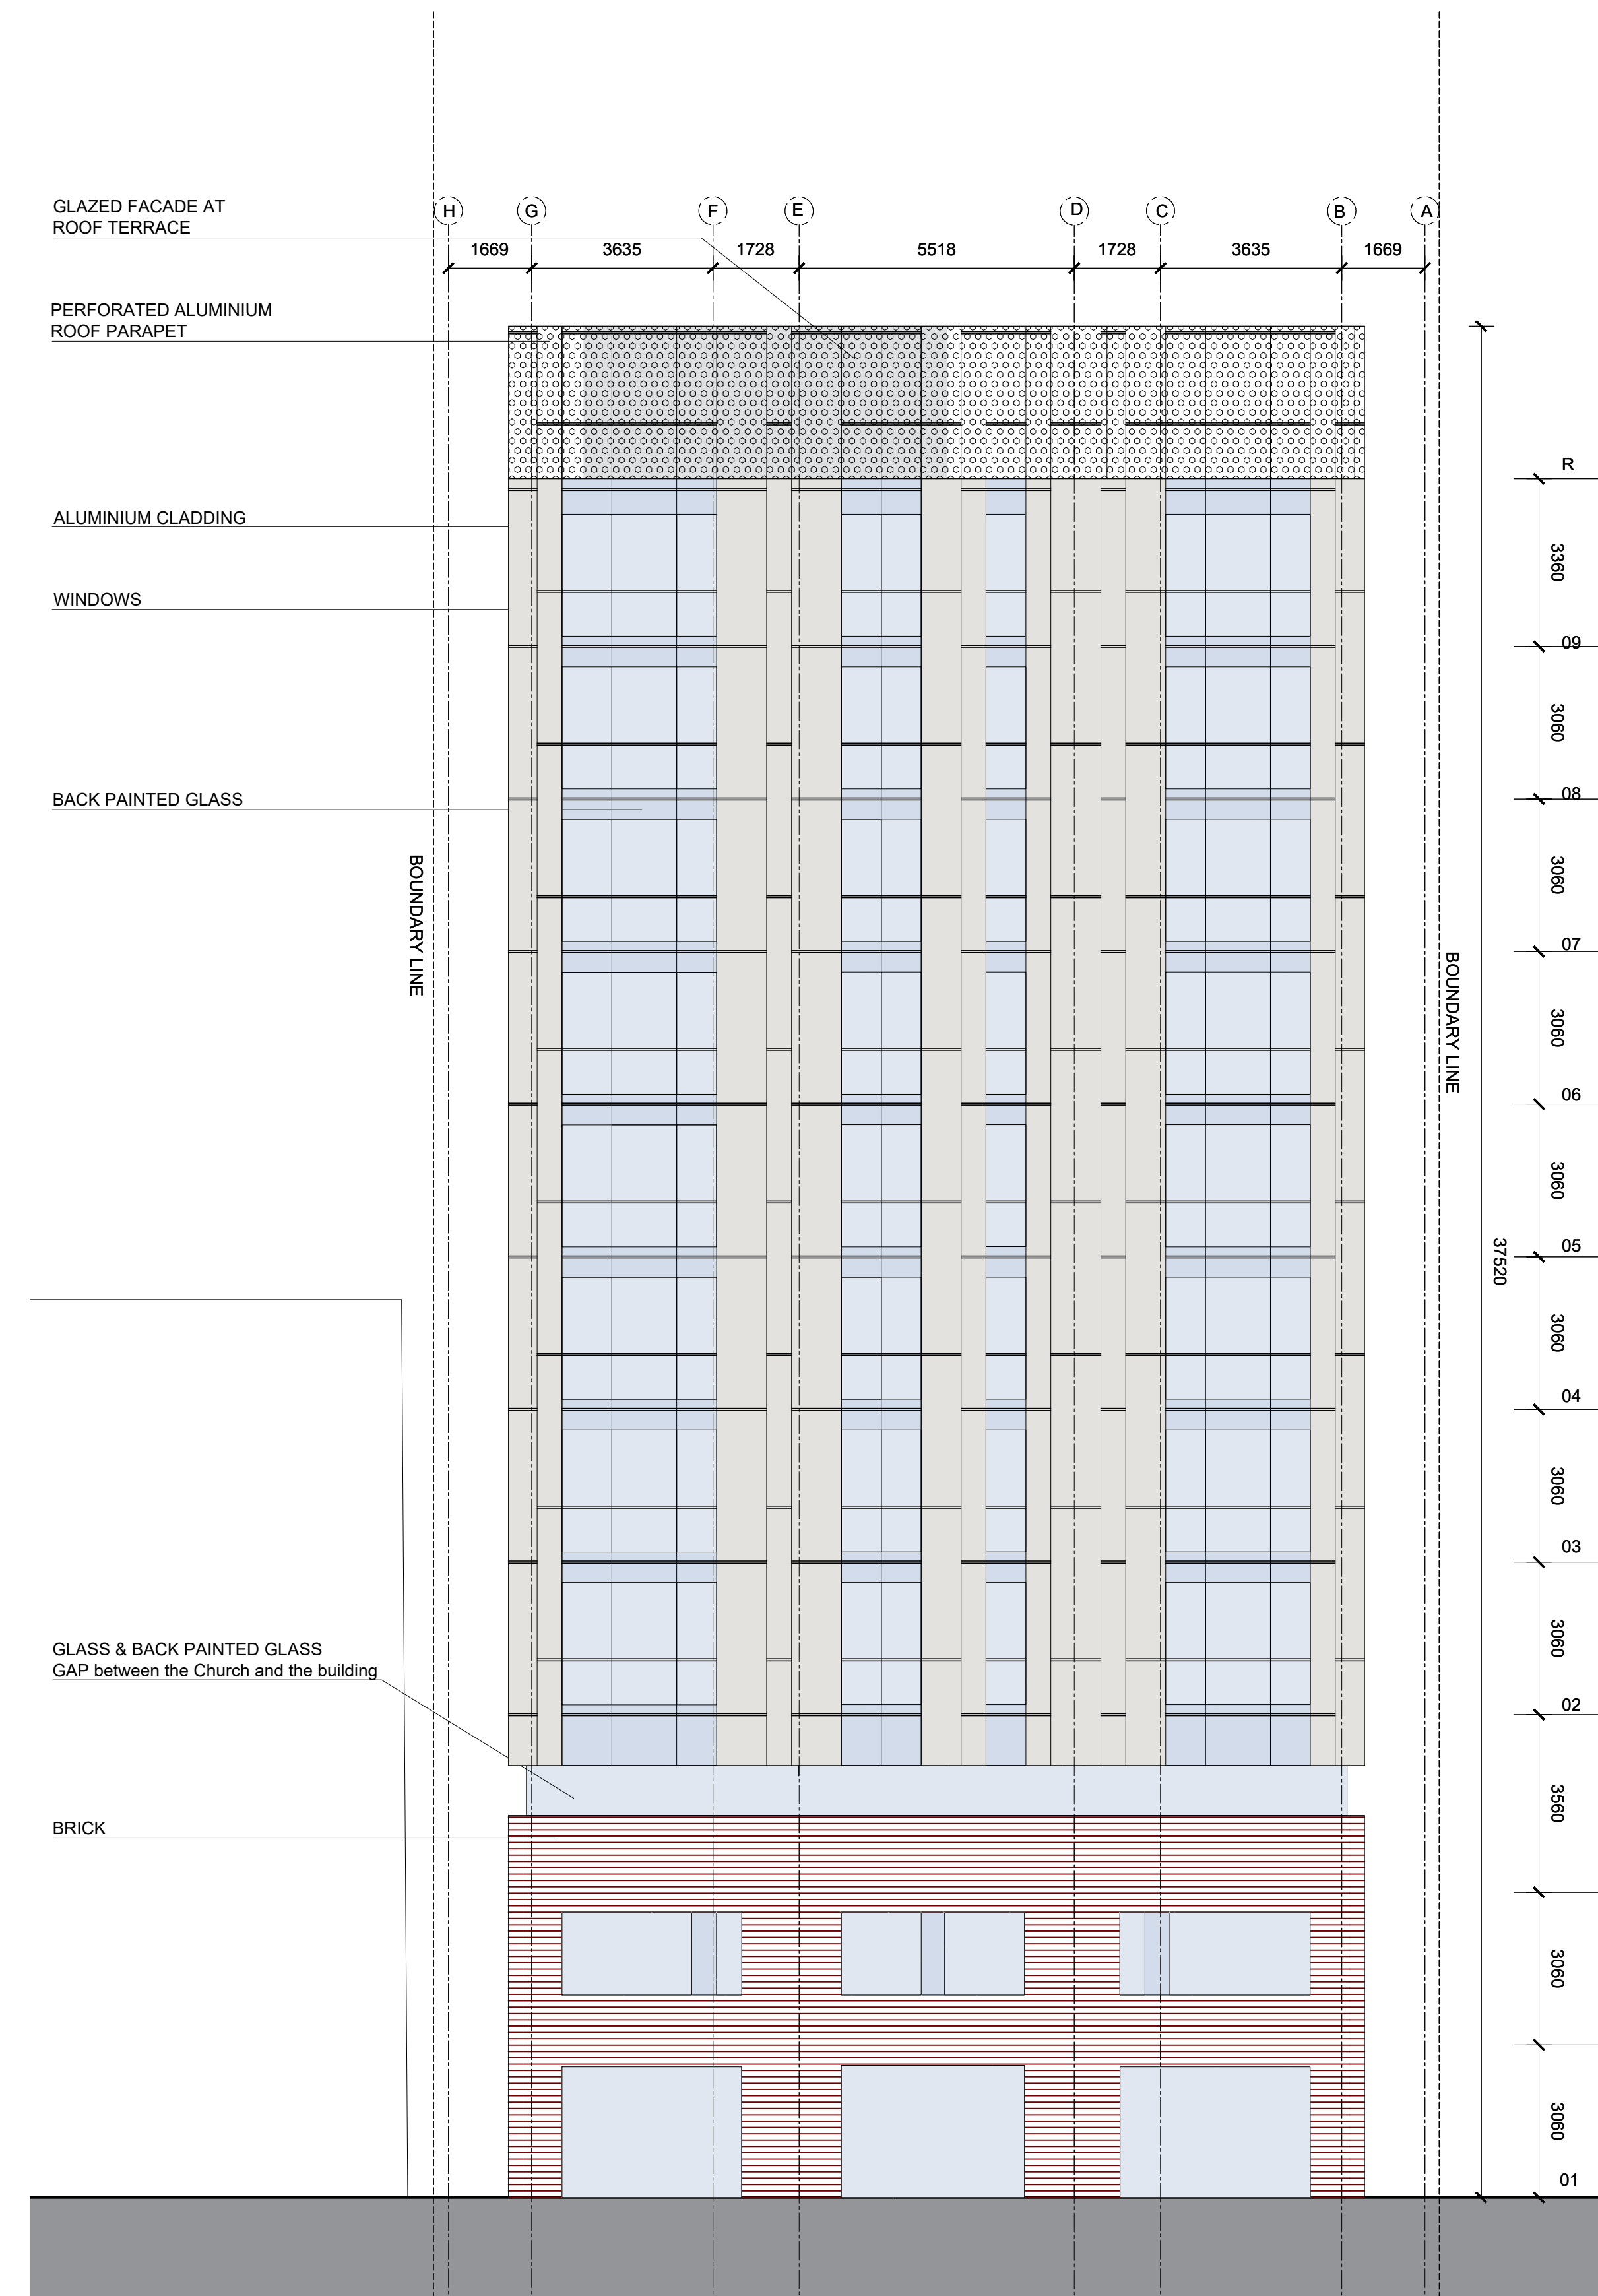 GLAZED FACADE AT
ROOF TERRACE
H G F E D C B A
1669 3635 1728 5518 1728 3635 1669
PERFORATED ALUMINIUM
ROOF PARAPET
R
ALUMINIUM CLADDING
3360
WINDOWS
09
3060
BACK PAINTED GLASS
08
3060
BOUNDARY LINE
07
BOUNDARY LINE
3060
06
3060
05
37520
3060
04
3060
03
GLASS & BACK PAINTED GLASS
GAP between the Church and the building
3060
02
3560
BRICK
3060
3060
01